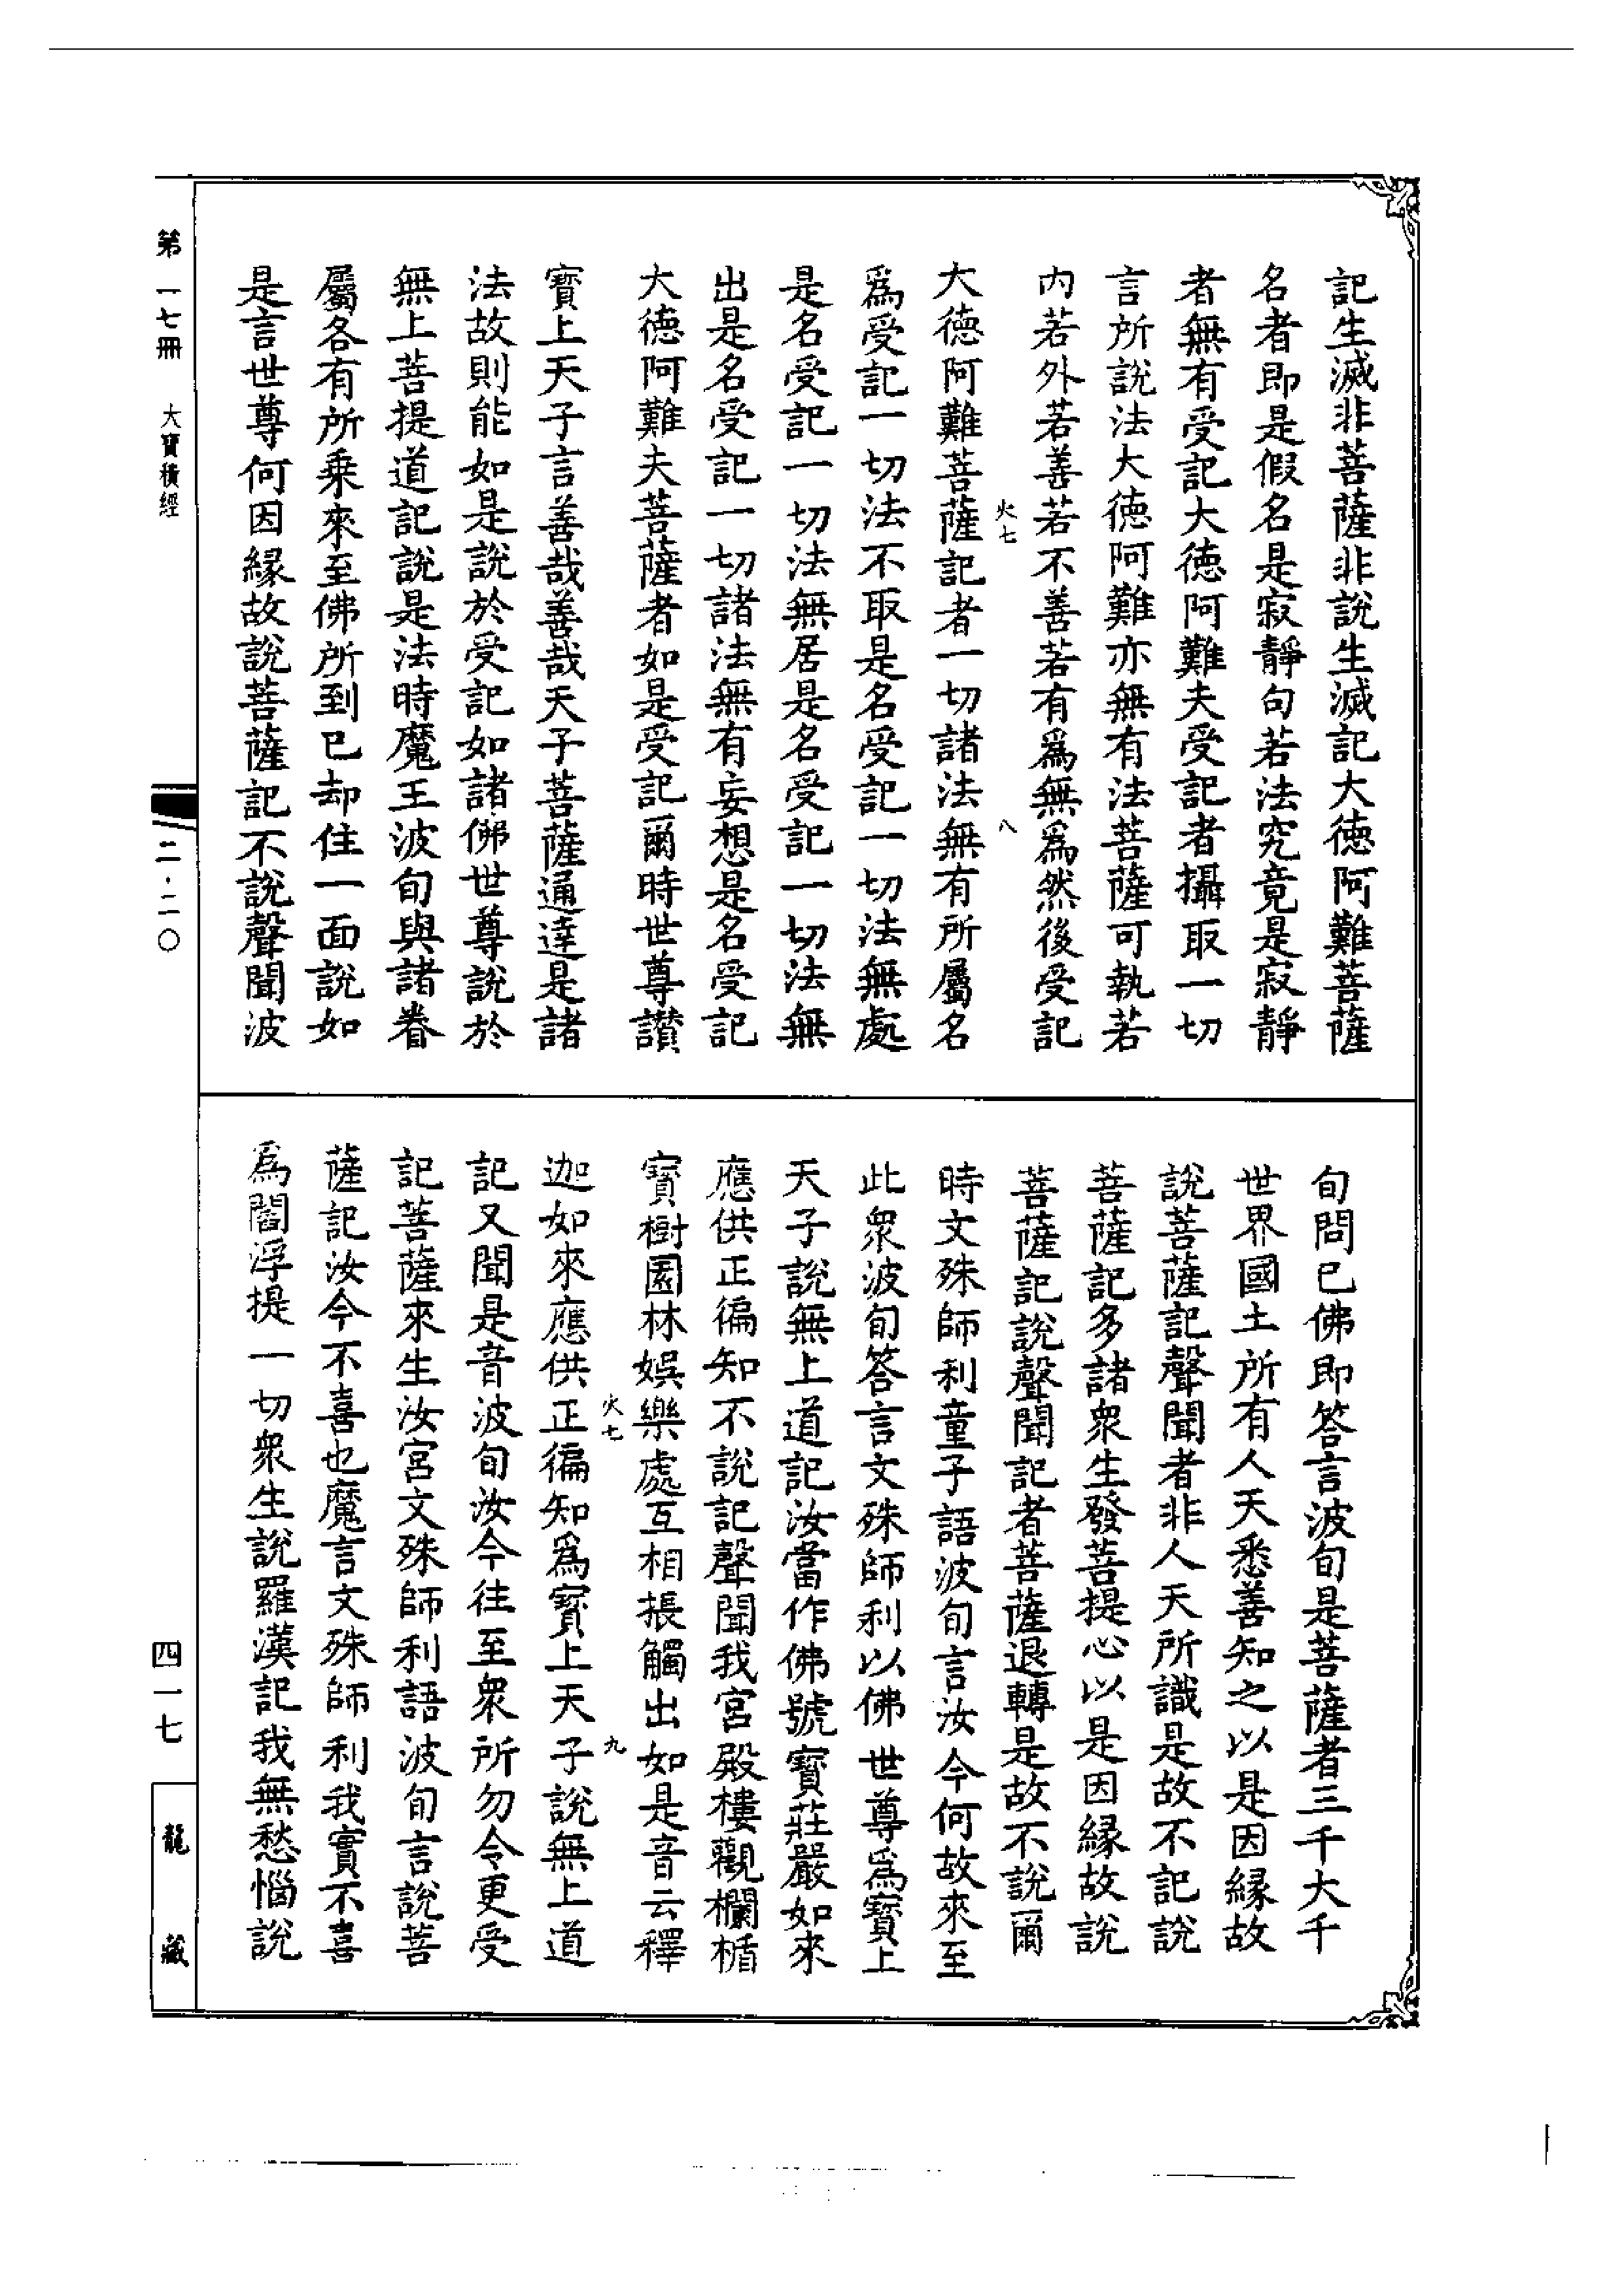 記生滅非菩薩非說生滅記大德阿難菩薩
名者即是假名是寂靜句若法究竟是寂靜
者無有受記大德阿難夫受記者攝取一切
言所說法大德阿難亦無有法菩薩可執若
內若外若善若不善若有爲無爲然後受記
火七 八
大德阿難菩薩記者一切諸法無有所屬名
爲受記一切法不取是名受記一切法無處
是名受記一切法無居是名受記一切法無
出是名受記一切諸法無有妄想是名受記
大德阿難夫菩薩者如是受記爾時世尊讃
寶上天子言善哉善哉天子菩薩通達是諸
法故則能如是說於受記如諸佛世尊說於
無上菩提道記說是法時魔王波旬與諸眷
屬各有所乘來至佛所到已却住一面說如
是言世尊何因緣故說菩薩記不說聲聞波
旬問已佛即答言波旬是菩薩者三千大千
世界國土所有人天悉善知之以是因緣故
說菩薩記聲聞者非人天所識是故不記說
菩薩記多諸衆生發菩提心以是因緣故說
菩薩記說聲聞記者菩薩退轉是故不說爾
時文殊師利童子語波旬言汝今何故來至
此衆波旬答言文殊師利以佛世尊爲寶上
天子說無上道記汝當作佛號寶莊嚴如來
應供正徧知不說記聲聞我宮殿樓觀欄楯
寶樹園林娛樂處互相振觸出如是音云釋
火七 九
迦如來應供正徧知爲寶上天子說無上道
記又聞是音波旬汝今往至衆所勿令更受
記菩薩來生汝宮文殊師利語波旬言說菩
薩記汝今不喜也魔言文殊師利我實不喜
爲閻浮提一切衆生說羅漢記我無愁惱說
第一七冊 大寶積經
二·二〇
四一七
龍藏